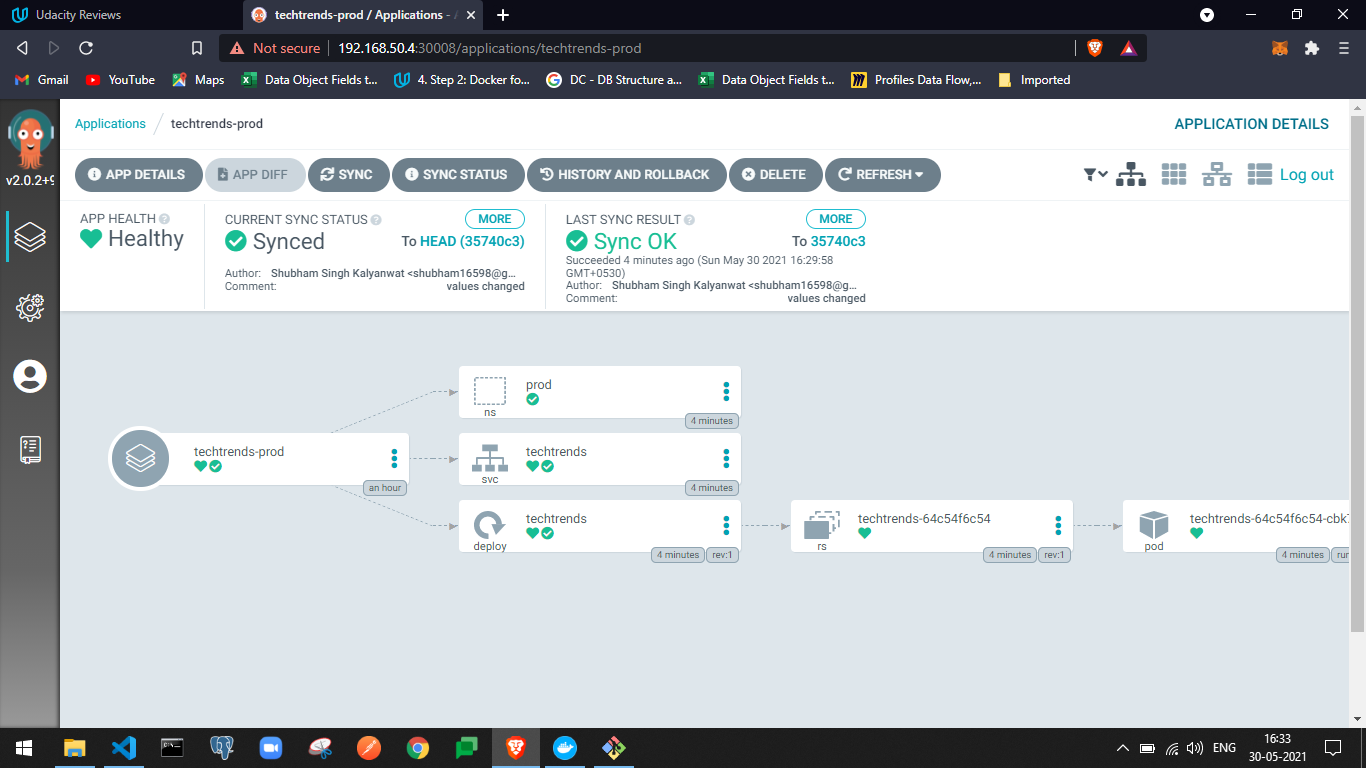 Udacity Reviews
techtrends-prod / Applications -
Not secure
192.168.50.4:30008/applications/techtrends-prod
Gmail
YouTube
Maps
Data Object Fields t...
4. Step 2: Docker fo...
DC - DB Structure a...
Data Object Fields t...
Profiles Data Flow,...
Imported
v2.0.2+9
Applications / techtrends-prod
APPLICATION DETAILS
APP DETAILS
APP DIFF
SYNC
SYNC STATUS
HISTORY AND ROLLBACK
DELETE
REFRESH
Log out
APP HEALTH
Healthy
CURRENT SYNC STATUS
MORE
Synced
To HEAD (35740c3)
Author: Shubham Singh Kalyanwat <shubham16598@g...
Comment: values changed
LAST SYNC RESULT
MORE
Sync OK
To 35740c3
Succeeded 4 minutes ago (Sun May 30 2021 16:29:58
GMT+0530)
Author: Shubham Singh Kalyanwat <shubham16598@g...
Comment: values changed
techtrends-prod
an hour
prod
ns
4 minutes
techtrends
svc
4 minutes
techtrends
deploy
4 minutes
rev:1
techtrends-64c54f6c54
rs
4 minutes
rev:1
techtrends-64c54f6c54-cbk
pod
4 minutes
ENG
16:33
30-05-2021